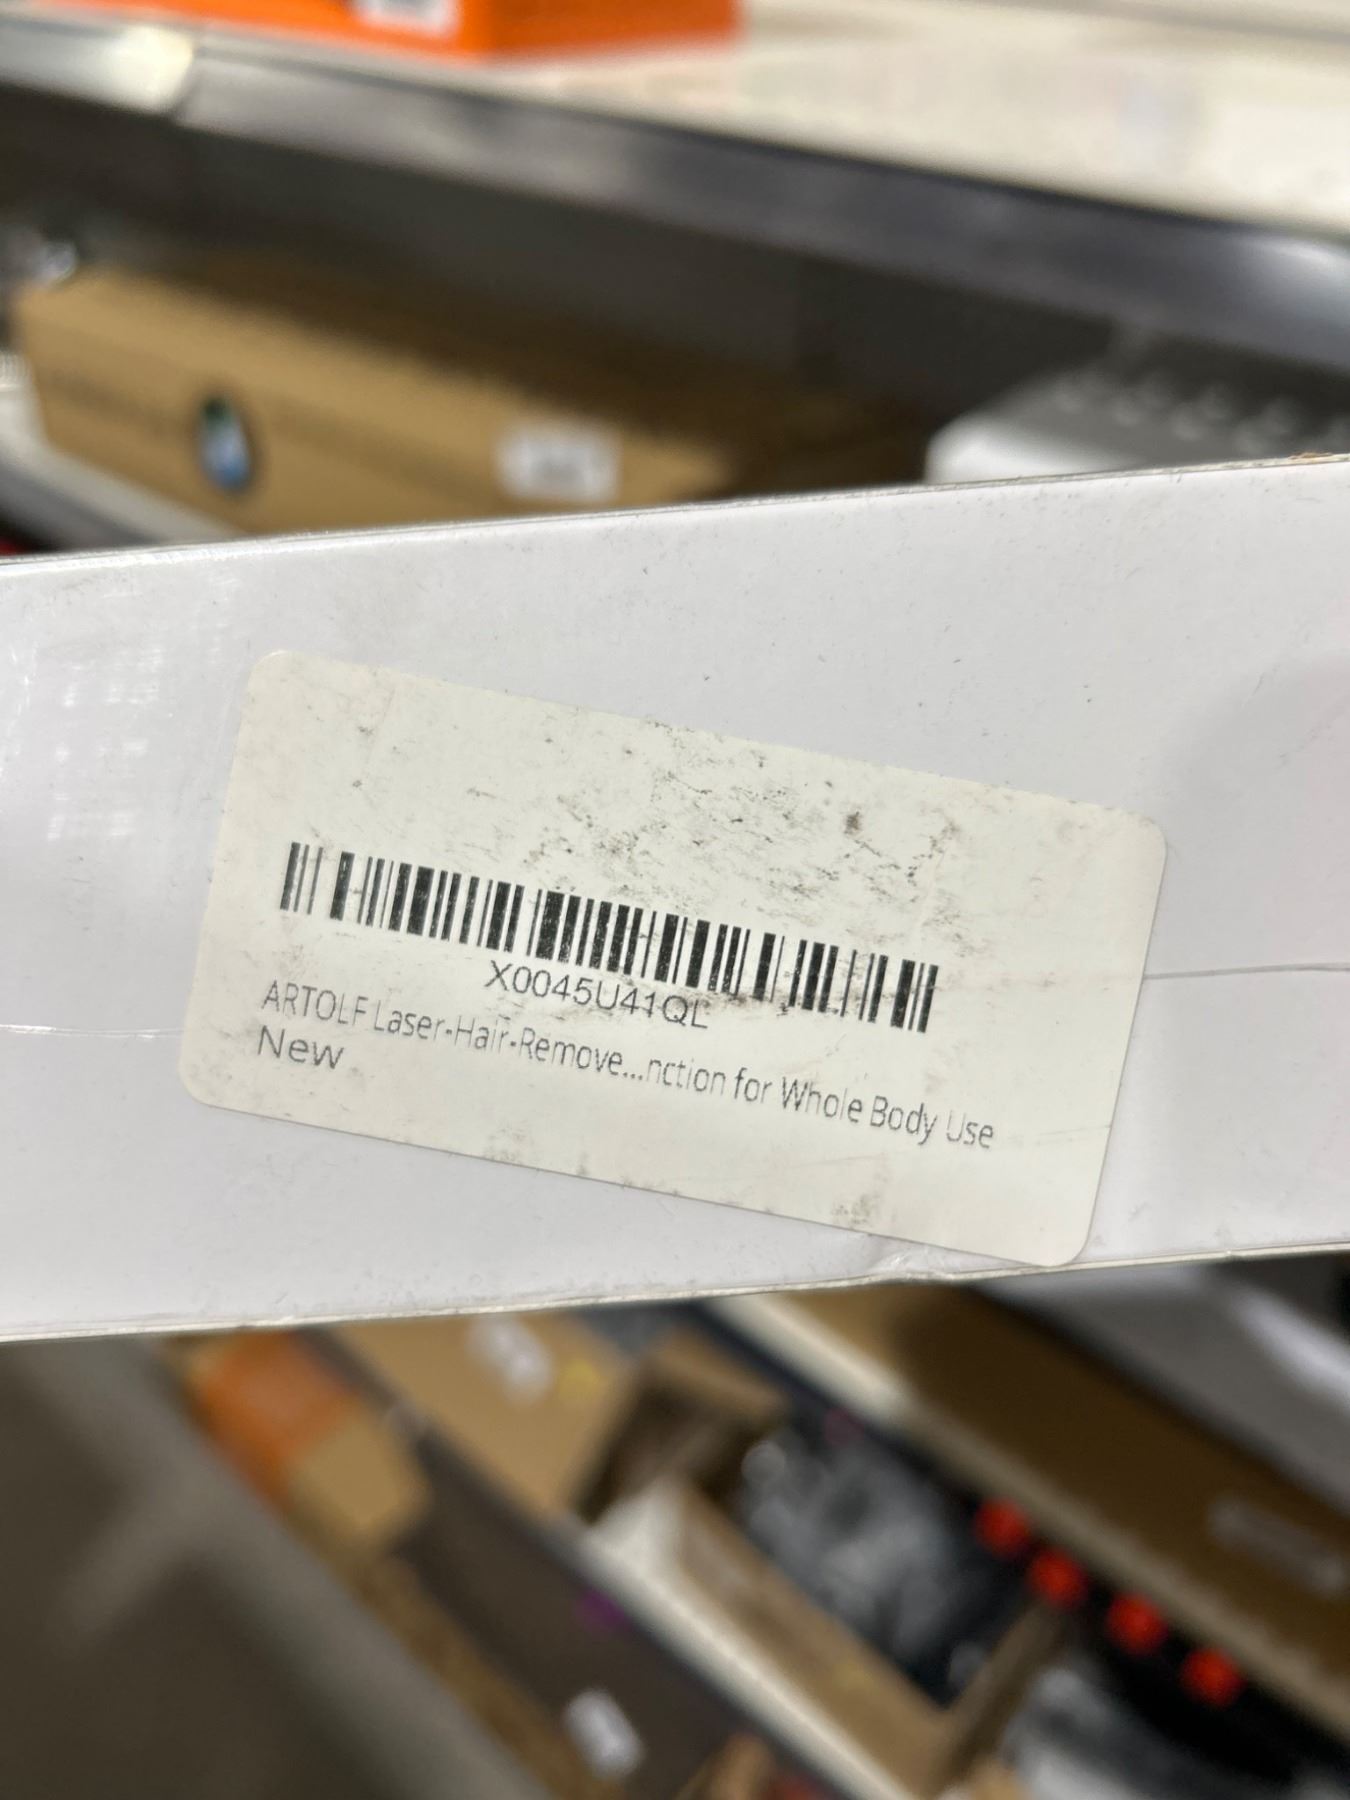 X0045U41QL
ARTOLF Laser-Hair-Remove...nction for Whole Body Use
New